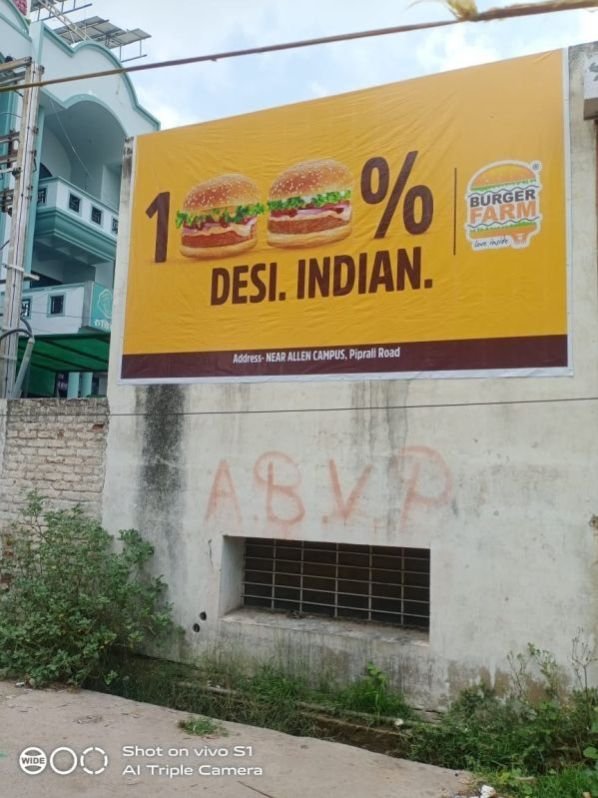 1 %
DESI. INDIAN.
BURGER
FARM
®
love inside
Address- NEAR ALLEN CAMPUS, Piprali Road
A.B.V.P
WIDE
Shot on vivo S1
AI Triple Camera